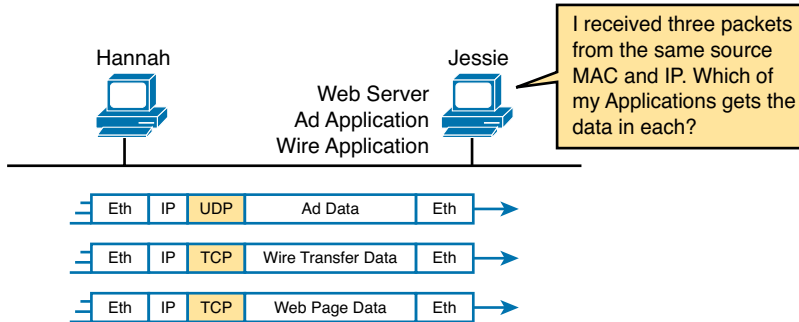 Hannah
Jessie
Web Server
Ad Application
Wire Application
I received three packets
from the same source
MAC and IP. Which of
my Applications gets the
data in each?
Eth IP UDP Ad Data Eth
Eth IP TCP Wire Transfer Data Eth
Eth IP TCP Web Page Data Eth